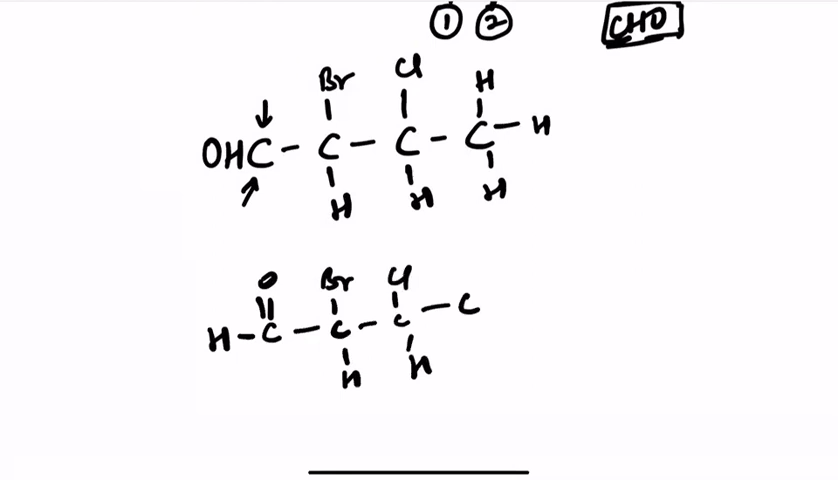 ① ② CHO
Br Cl H
OHC - C - C - C - H
H H H
O Br Cl
H - C - C - C - C
H H